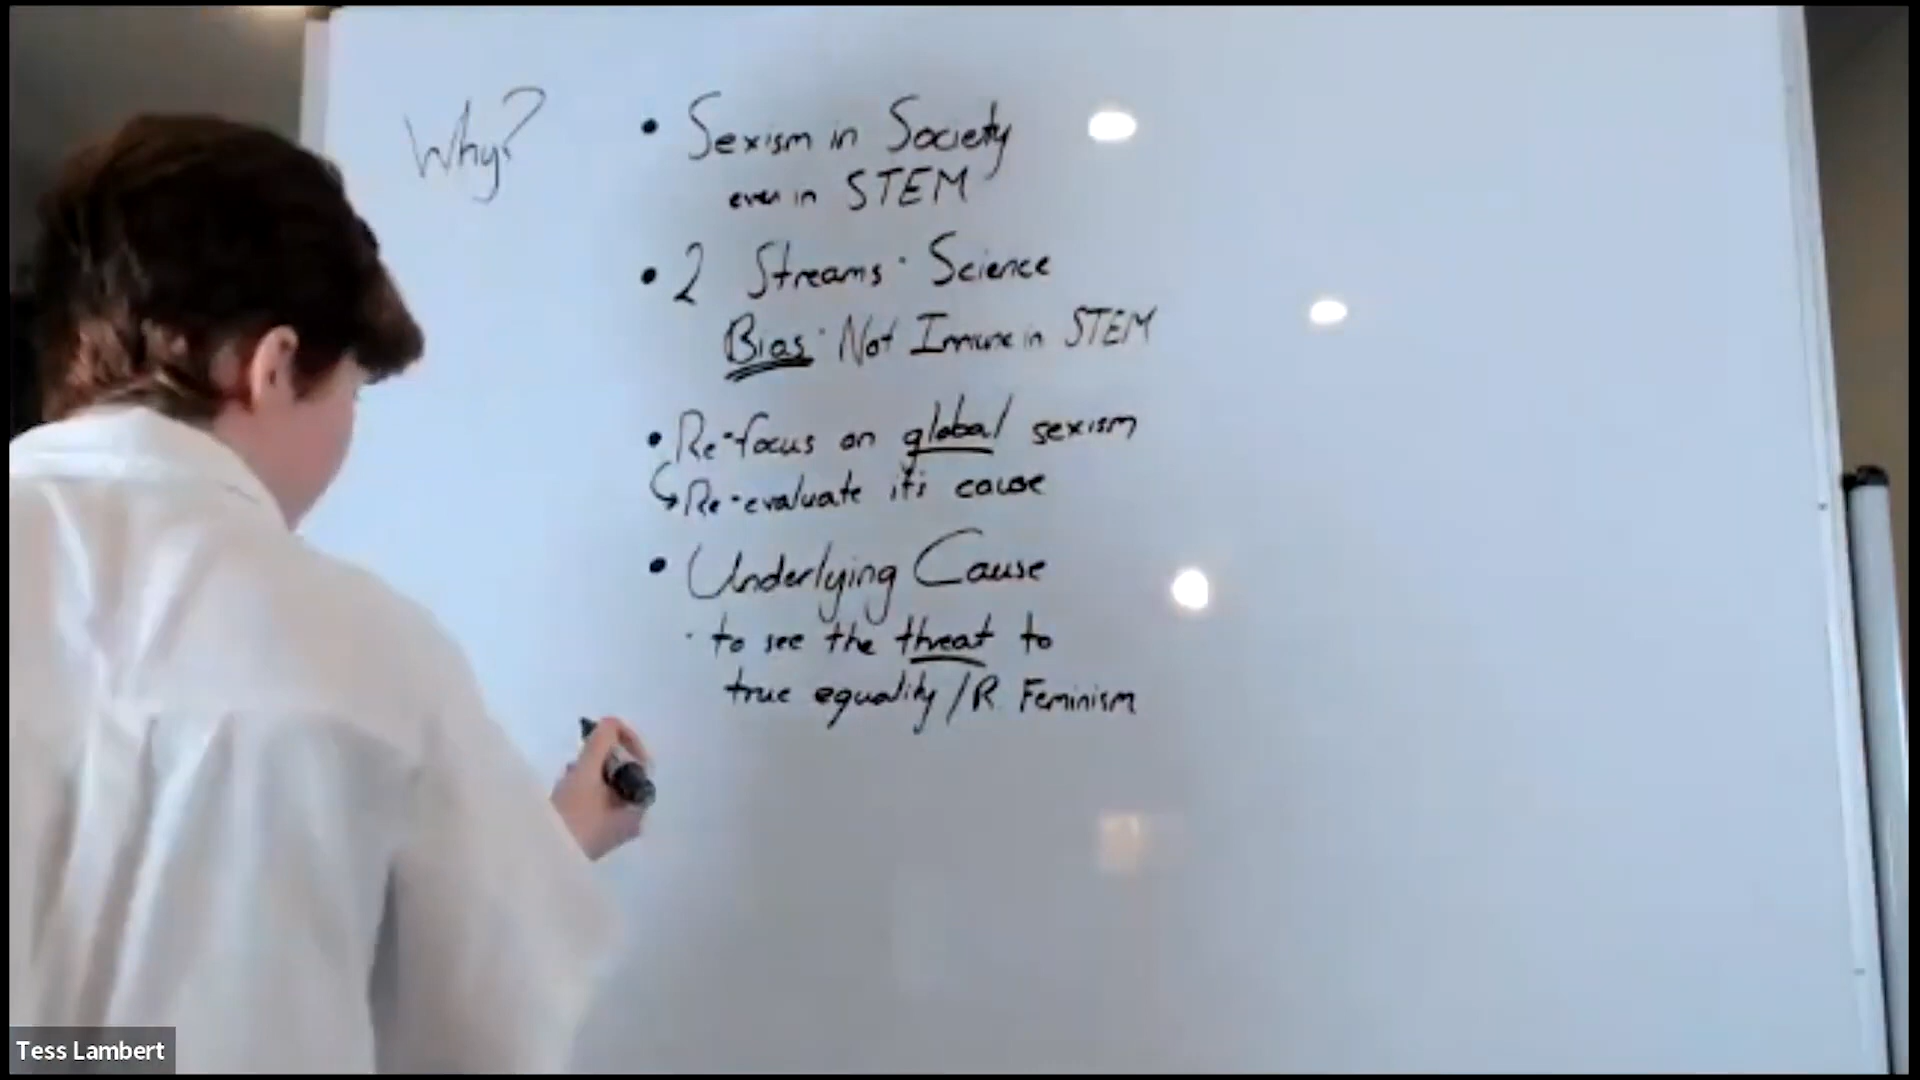 Why?
• Sexism in Society
even in STEM
• 2 Streams · Science
Bias · Not Immune in STEM
• Re-focus on global sexism
↳ Re-evaluate it's cause
• Underlying Cause
· to see the threat to
true equality / R. Feminism
Tess Lambert